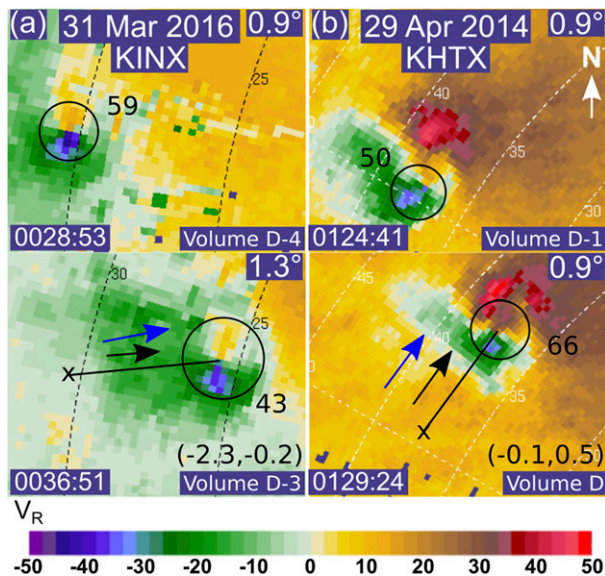 (a) 31 Mar 2016 0.9° (b) 29 Apr 2014 0.9°
KINX KHTX
N
25
59
40
35
50
30
0028:53 Volume D-4 0124:41 Volume D-1
1.3° 0.9°
30
25
45
40
35
66
43
(-2.3,-0.2) (-0.1,0.5)
x x
0036:51 Volume D-3 0129:24 Volume D
V_R
-50 -40 -30 -20 -10 0 10 20 30 40 50